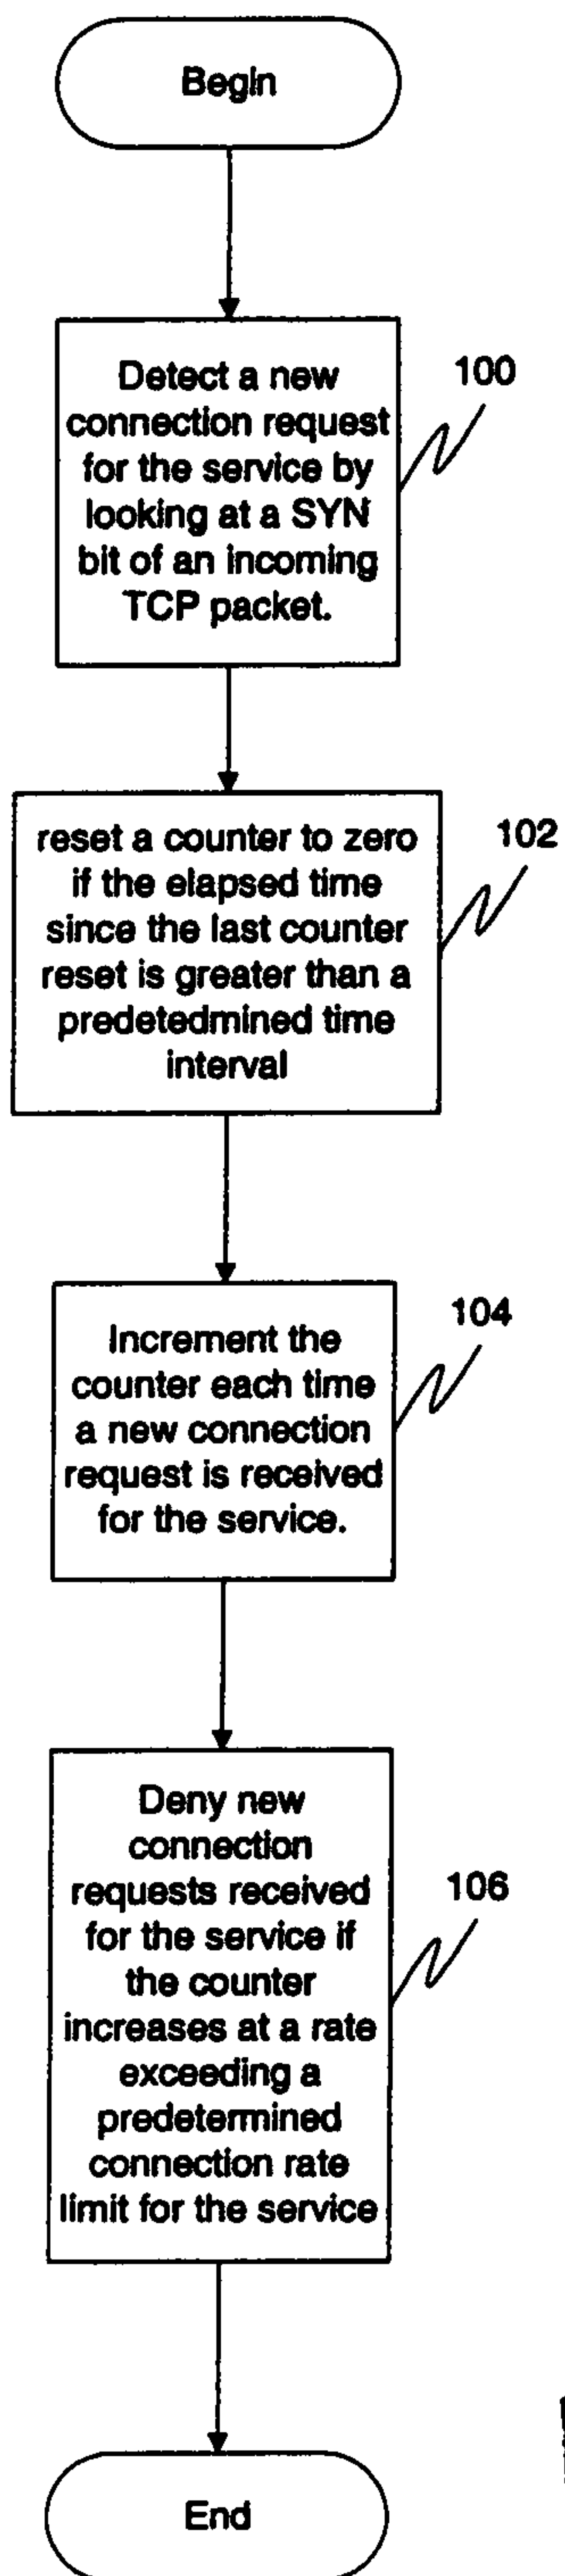 Begin
Detect a new
connection request
for the service by
looking at a SYN
bit of an incoming
TCP packet.
100
reset a counter to zero
if the elapsed time
since the last counter
reset is greater than a
predetedmined time
interval
102
Increment the
counter each time
a new connection
request is received
for the service.
104
Deny new
connection
requests received
for the service if
the counter
increases at a rate
exceeding a
predetermined
connection rate
limit for the service
106
End